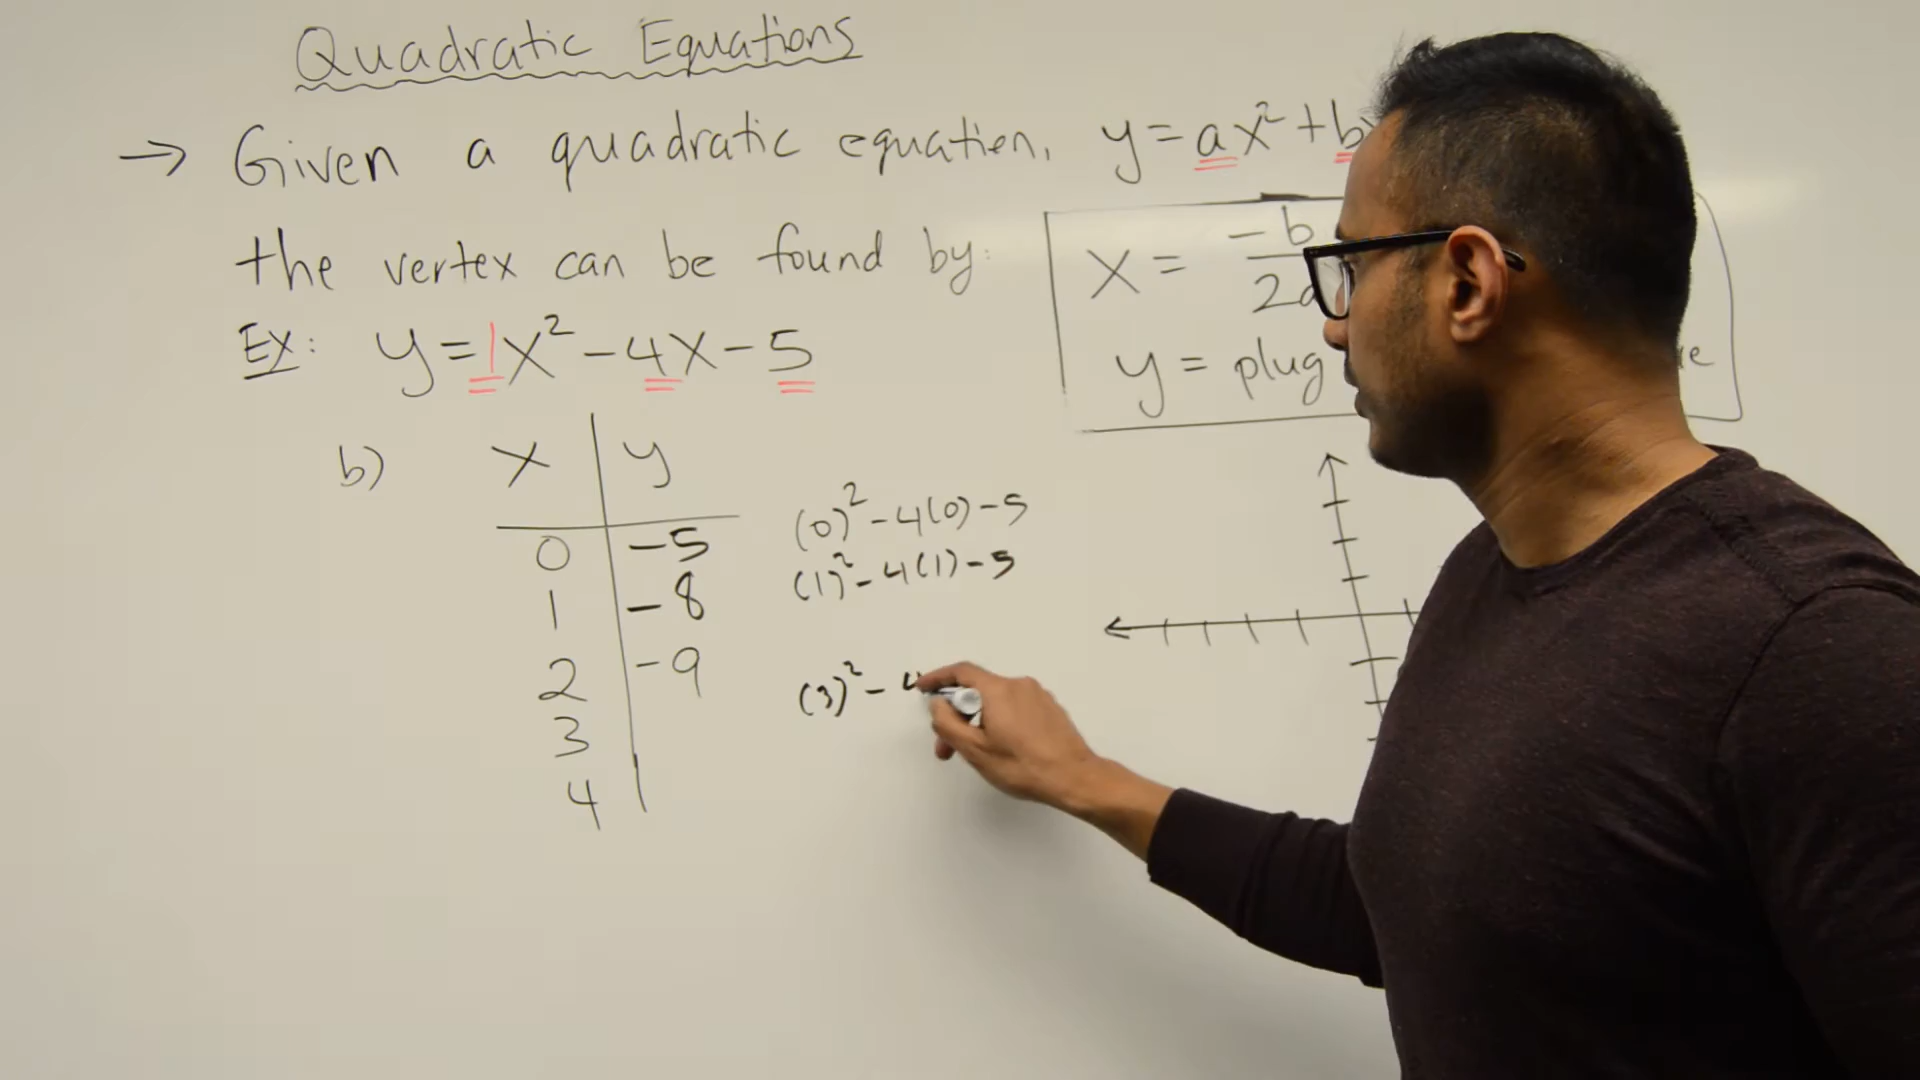 Quadratic Equations
→ Given a quadratic equation, y = ax² + b
the vertex can be found by:
x = -b / 2a
y = plug
Ex: y = 1x² - 4x - 5
b)
x | y
0 | -5 (0)² - 4(0) - 5
1 | -8 (1)² - 4(1) - 5
2 | -9
3 | (3)² - 4
4 |